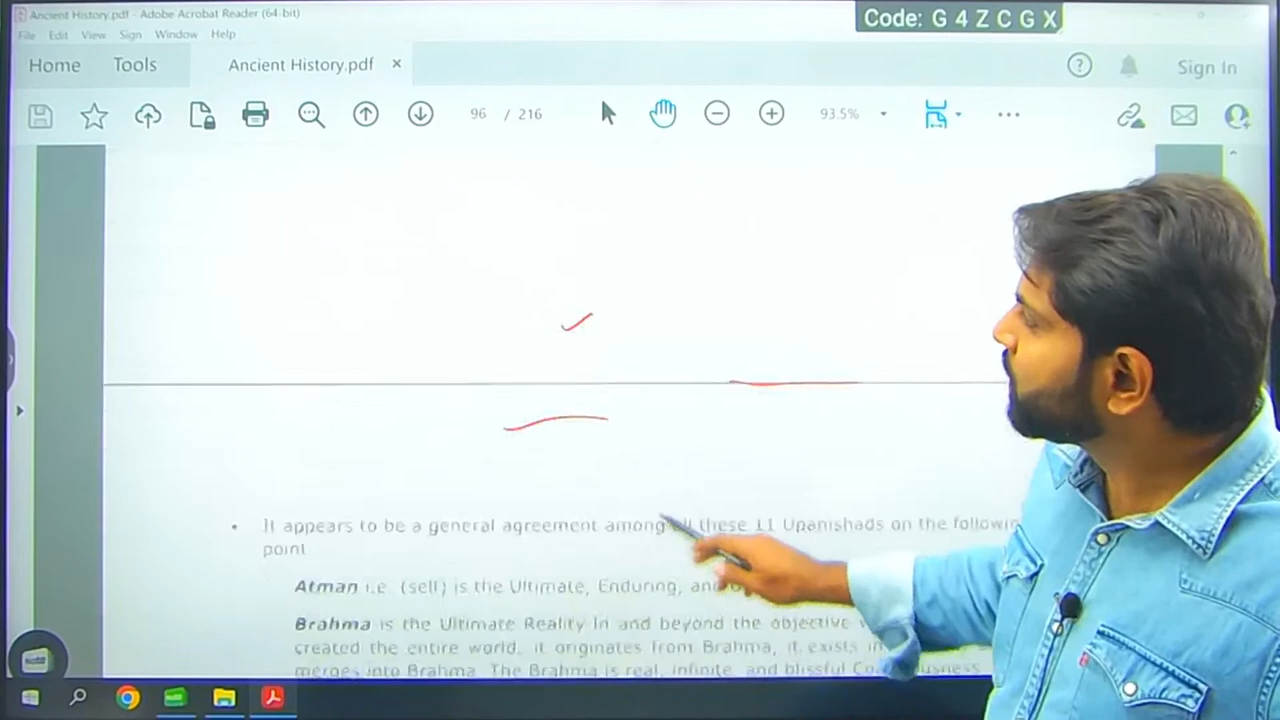 Ancient History.pdf - Adobe Acrobat Reader (64-bit)
Code: G 4 Z C G X
File Edit View Sign Window Help
Home Tools Ancient History.pdf × Sign In
96 / 216 93.5%
• It appears to be a general agreement among all these 11 Upanishads on the
point
Atman i.e. (self) is the Ultimate, Enduring, and
Brahma is the Ultimate Reality In and beyond the objective
created the entire world, it originates from Brahma, it exists in
merges into Brahma. The Brahma is real, infinite, and blissful